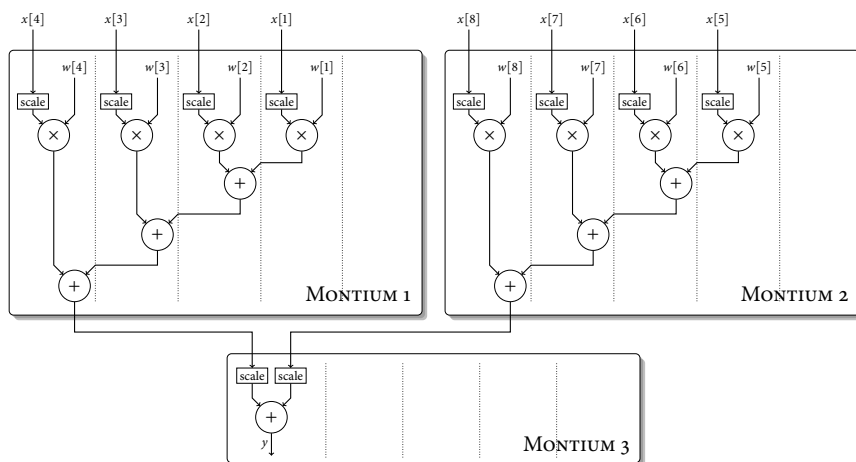 x[4] x[3] x[2] x[1] x[8] x[7] x[6] x[5]
w[4] w[3] w[2] w[1] w[8] w[7] w[6] w[5]
scale scale scale scale scale scale scale scale
× × × × × × × ×
+ +
+ +
+ +
MONTIUM 1 MONTIUM 2
scale scale
+
y
MONTIUM 3